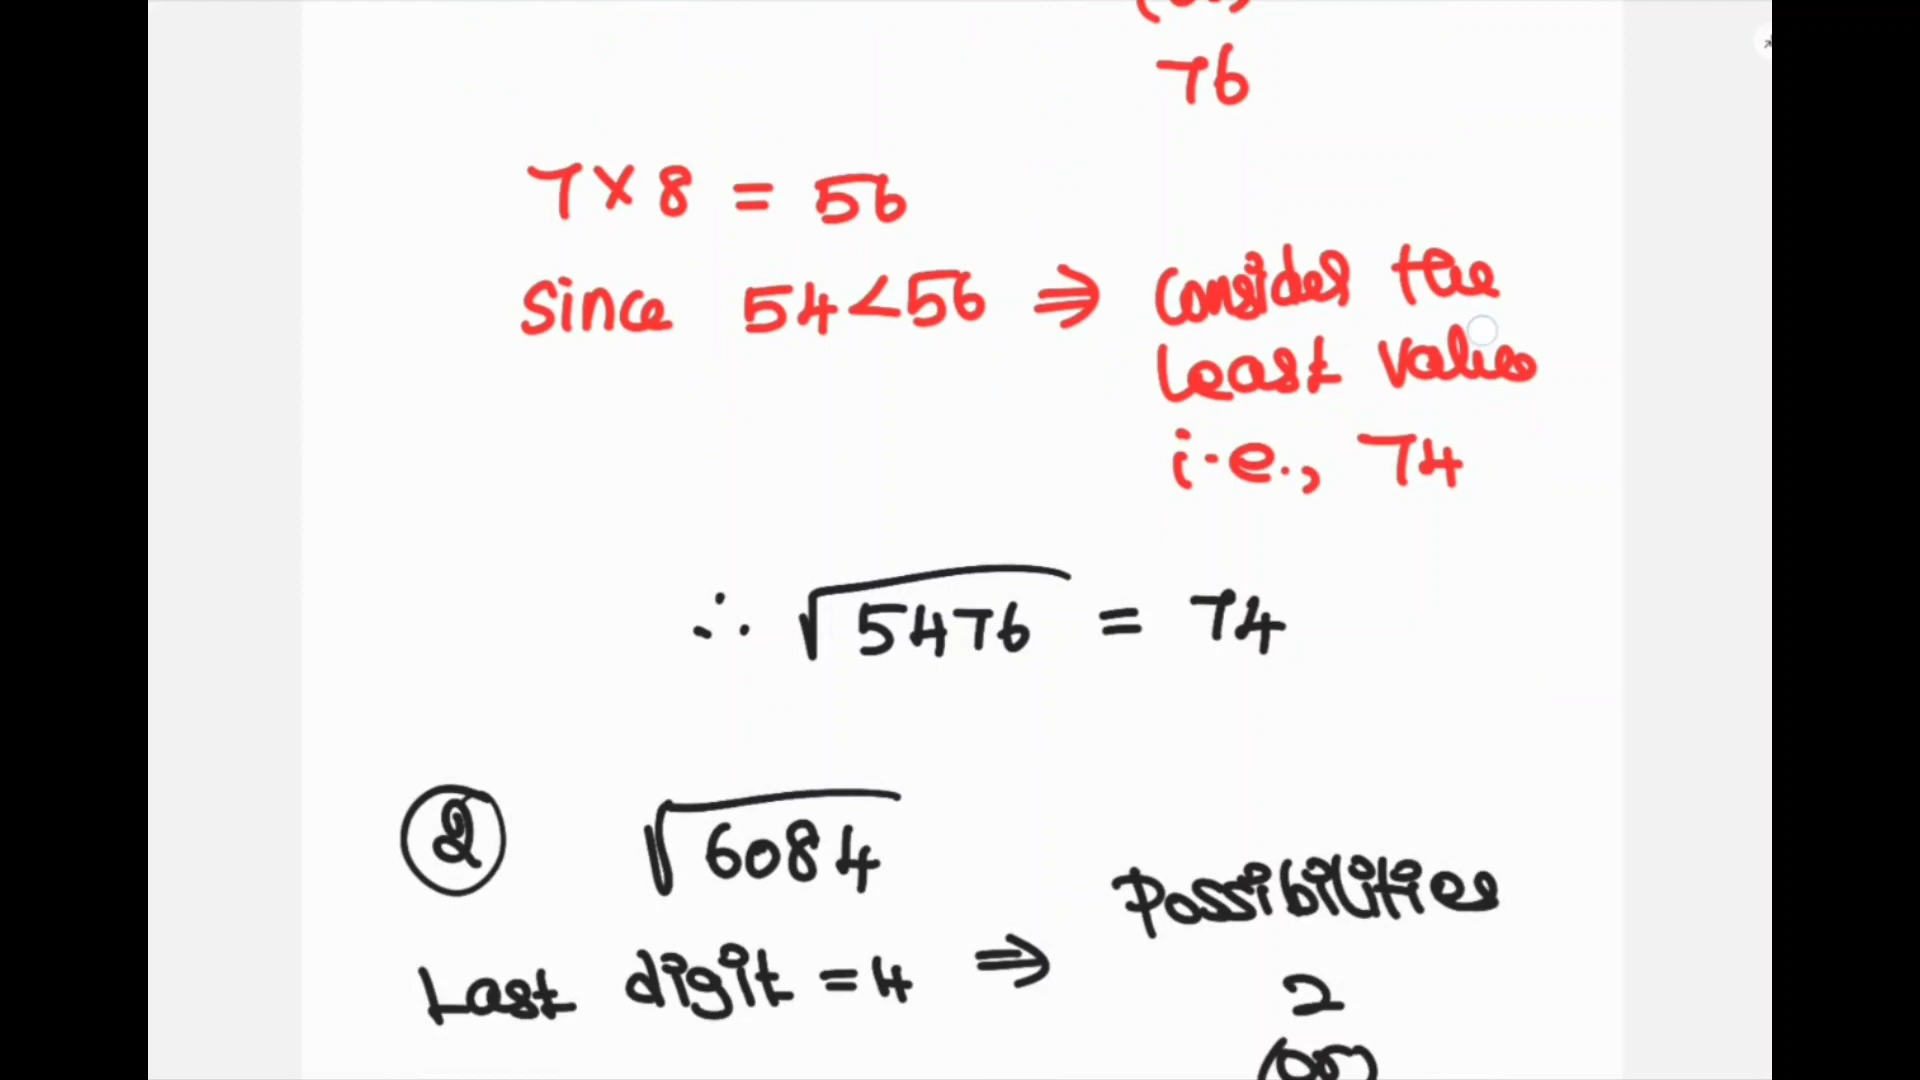 76
7 × 8 = 56
Since 54 < 56 ⇒ Consider the
Least value
i.e., 74
∴ √5476 = 74
② √6084
Possibilities
Last digit = 4 ⇒
2
(or)